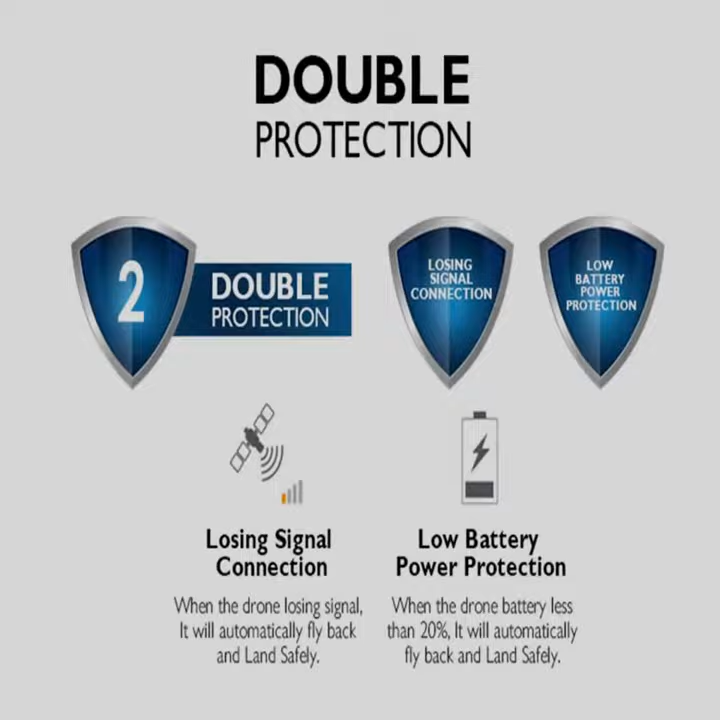 DOUBLE
PROTECTION
2
DOUBLE
PROTECTION
LOSING
SIGNAL
CONNECTION
LOW
BATTERY
POWER
PROTECTION
Losing Signal
Connection
When the drone losing signal,
It will automatically fly back
and Land Safely.
Low Battery
Power Protection
When the drone battery less
than 20%, It will automatically
fly back and Land Safely.